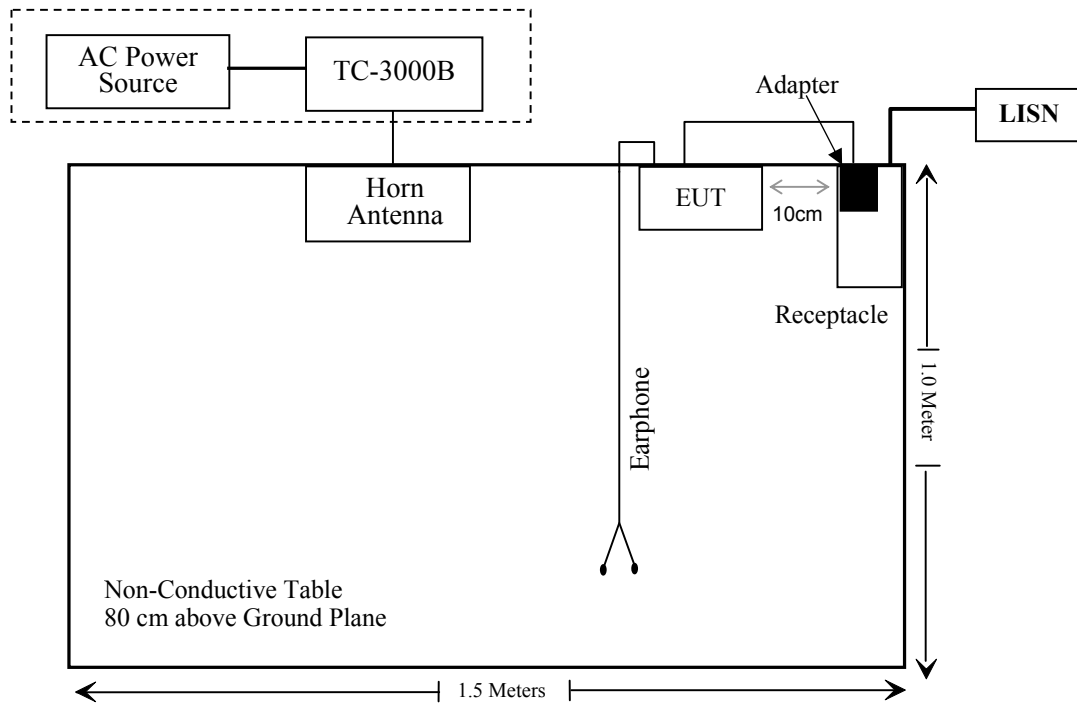 AC Power
Source
TC-3000B
Adapter
LISN
Horn
Antenna
EUT
10cm
Receptacle
Earphone
1.0 Meter
Non-Conductive Table
80 cm above Ground Plane
1.5 Meters